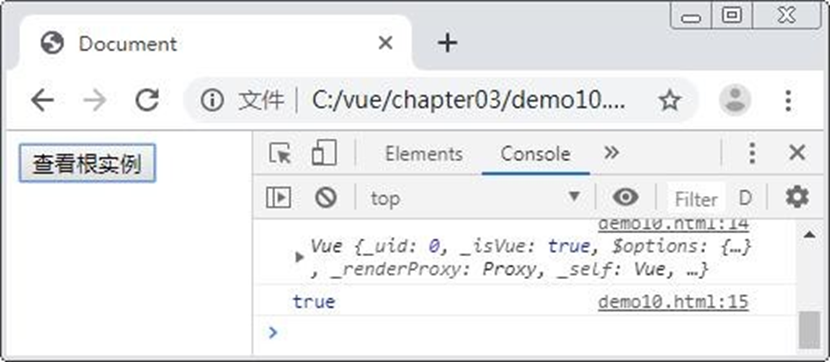 Document
文件 | C:/vue/chapter03/demo10....
查看根实例
Elements Console
top Filter D
demo10.html:14
Vue {_uid: 0, _isVue: true, $options: {…}
, _renderProxy: Proxy, _self: Vue, …}
true demo10.html:15